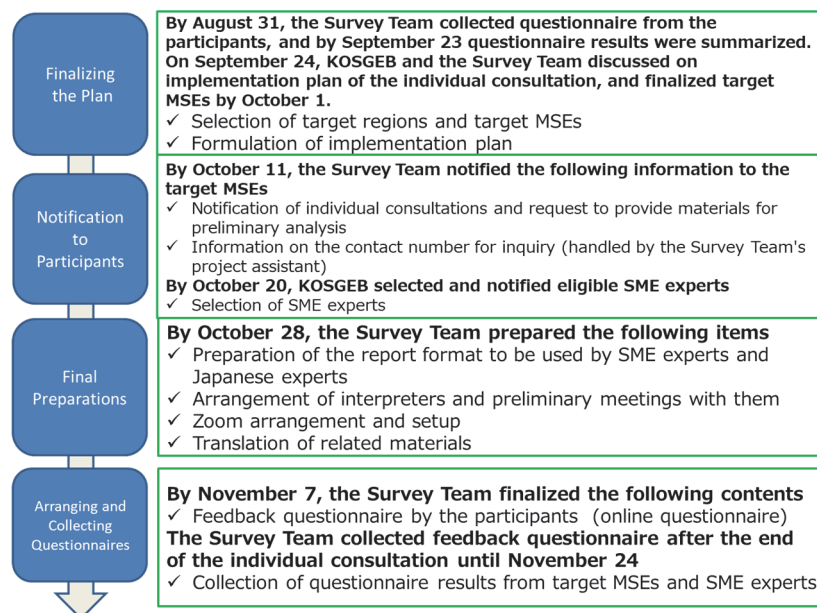 Finalizing
the Plan
By August 31, the Survey Team collected questionnaire from the
participants, and by September 23 questionnaire results were summarized.
On September 24, KOSGEB and the Survey Team discussed on
implementation plan of the individual consultation, and finalized target
MSEs by October 1.
✓ Selection of target regions and target MSEs
✓ Formulation of implementation plan
Notification
to
Participants
By October 11, the Survey Team notified the following information to the
target MSEs
✓ Notification of individual consultations and request to provide materials for
preliminary analysis
✓ Information on the contact number for inquiry (handled by the Survey Team's
project assistant)
By October 20, KOSGEB selected and notified eligible SME experts
✓ Selection of SME experts
Final
Preparations
By October 28, the Survey Team prepared the following items
✓ Preparation of the report format to be used by SME experts and
Japanese experts
✓ Arrangement of interpreters and preliminary meetings with them
✓ Zoom arrangement and setup
✓ Translation of related materials
Arranging and
Collecting
Questionnaires
By November 7, the Survey Team finalized the following contents
✓ Feedback questionnaire by the participants (online questionnaire)
The Survey Team collected feedback questionnaire after the end
of the individual consultation until November 24
✓ Collection of questionnaire results from target MSEs and SME experts